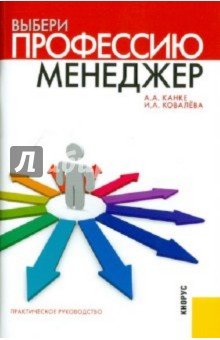 ВЫБЕРИ
ПРОФЕССИЮ
МЕНЕДЖЕР
А.А. КАНКЕ
И.А. КОВАЛЁВА
ПРАКТИЧЕСКОЕ РУКОВОДСТВО
КНОРУС